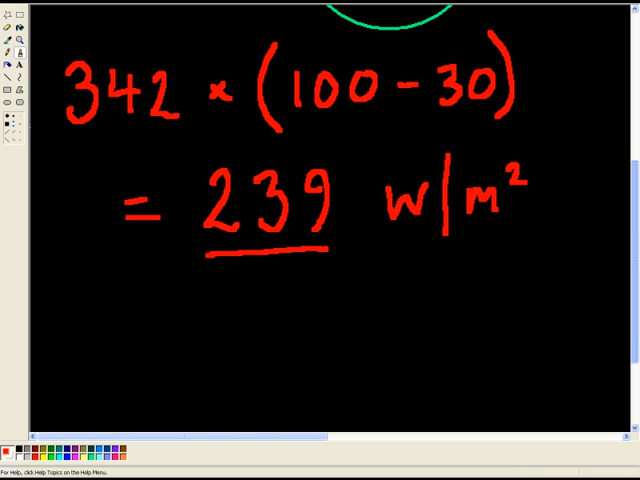 342 × (100 - 30)
= 239 W/m²
For Help, click Help Topics on the Help Menu.